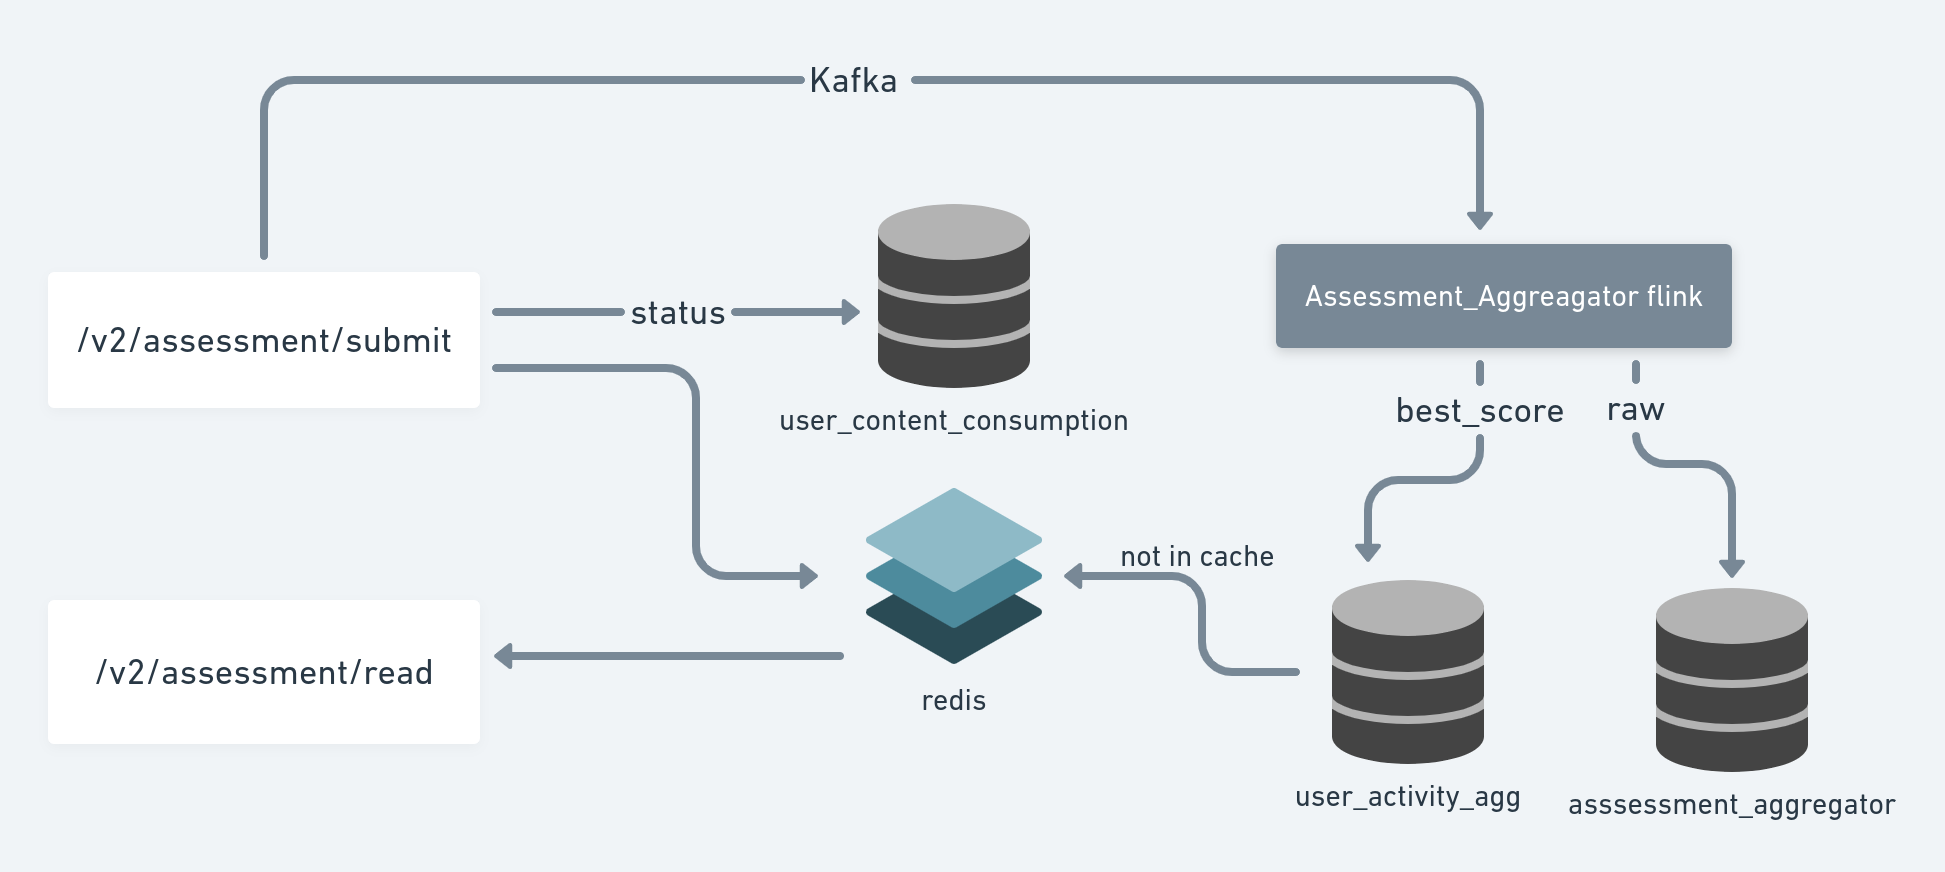 Kafka
/v2/assessment/submit
status
user_content_consumption
Assessment_Aggreagator flink
best_score
raw
not in cache
/v2/assessment/read
redis
user_activity_agg
asssessment_aggregator